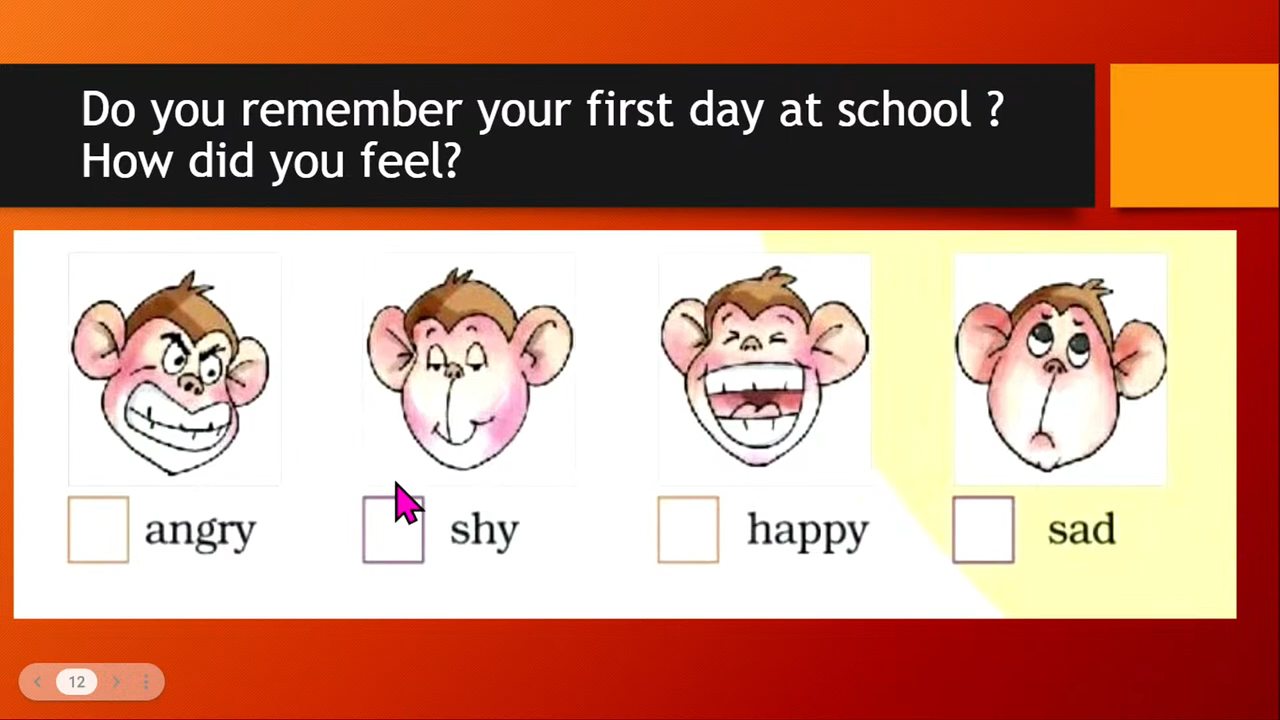 Do you remember your first day at school ?
How did you feel?
angry
shy
happy
sad
12